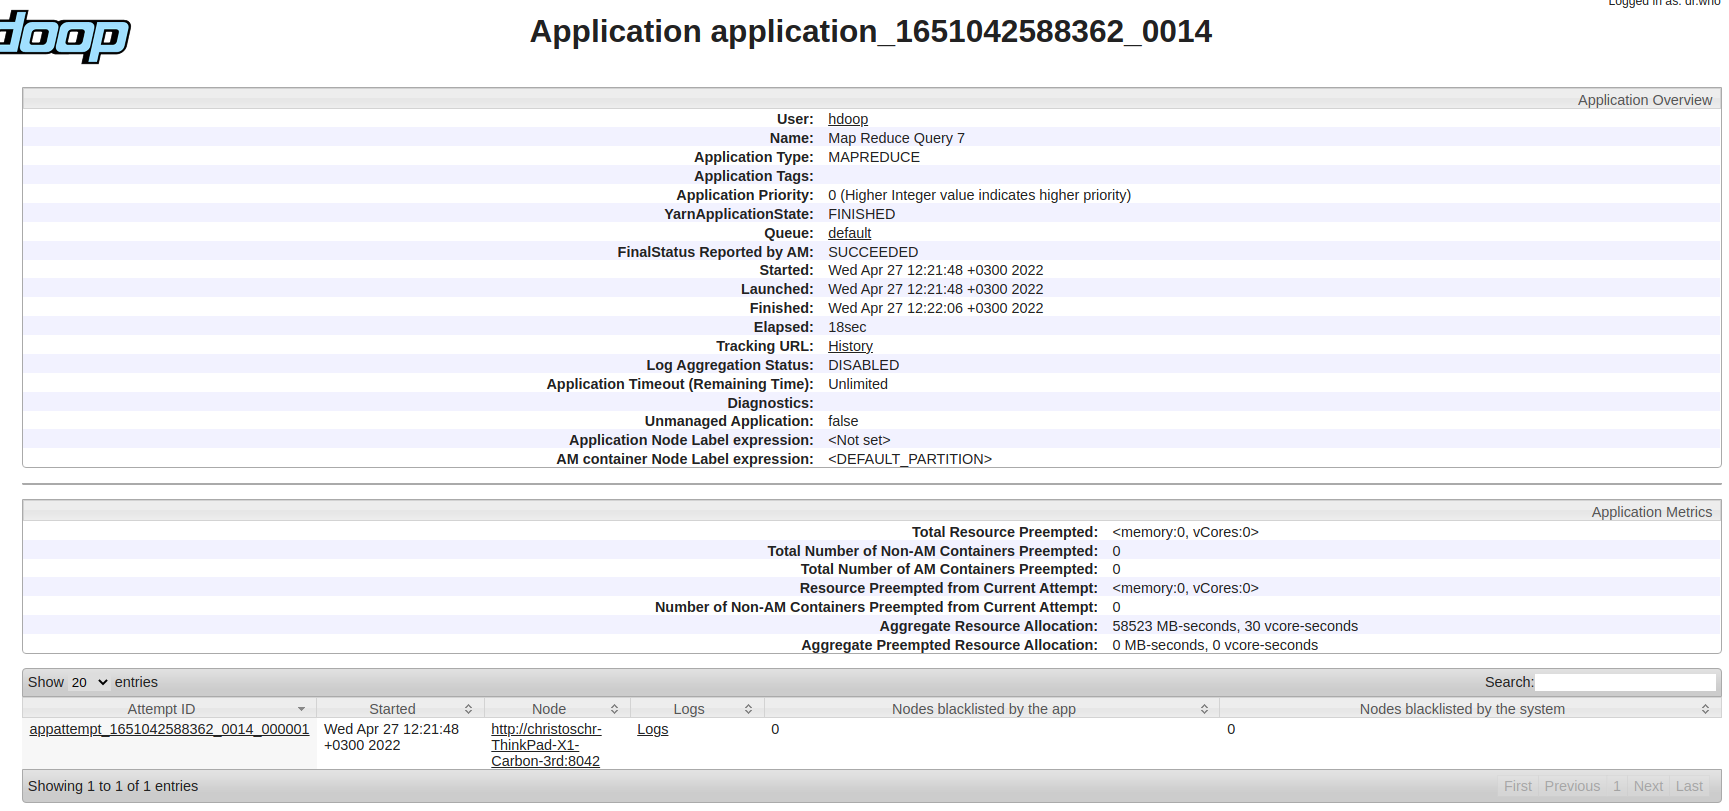 Logged in as: dr.who
doop
Application application_1651042588362_0014
Application Overview
User: hdoop
Name: Map Reduce Query 7
Application Type: MAPREDUCE
Application Tags:
Application Priority: 0 (Higher Integer value indicates higher priority)
YarnApplicationState: FINISHED
Queue: default
FinalStatus Reported by AM: SUCCEEDED
Started: Wed Apr 27 12:21:48 +0300 2022
Launched: Wed Apr 27 12:21:48 +0300 2022
Finished: Wed Apr 27 12:22:06 +0300 2022
Elapsed: 18sec
Tracking URL: History
Log Aggregation Status: DISABLED
Application Timeout (Remaining Time): Unlimited
Diagnostics:
Unmanaged Application: false
Application Node Label expression: <Not set>
AM container Node Label expression: <DEFAULT_PARTITION>
Application Metrics
Total Resource Preempted: <memory:0, vCores:0>
Total Number of Non-AM Containers Preempted: 0
Total Number of AM Containers Preempted: 0
Resource Preempted from Current Attempt: <memory:0, vCores:0>
Number of Non-AM Containers Preempted from Current Attempt: 0
Aggregate Resource Allocation: 58523 MB-seconds, 30 vcore-seconds
Aggregate Preempted Resource Allocation: 0 MB-seconds, 0 vcore-seconds
Show 20 entries Search:
Attempt ID Started Node Logs Nodes blacklisted by the app Nodes blacklisted by the system
appattempt_1651042588362_0014_000001 Wed Apr 27 12:21:48 http://christoschr- Logs 0 0
+0300 2022 ThinkPad-X1-
Carbon-3rd:8042
Showing 1 to 1 of 1 entries First Previous 1 Next Last